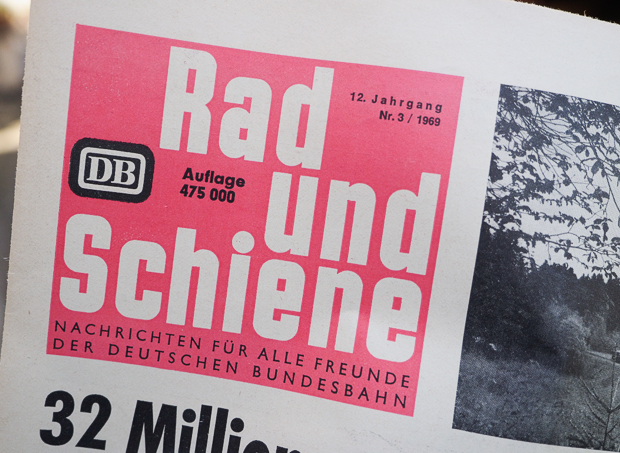 Rad
12. Jahrgang
Nr. 3 / 1969
DB
Auflage
475 000
und
Schiene
NACHRICHTEN FÜR ALLE FREUNDE
DER DEUTSCHEN BUNDESBAHN
32